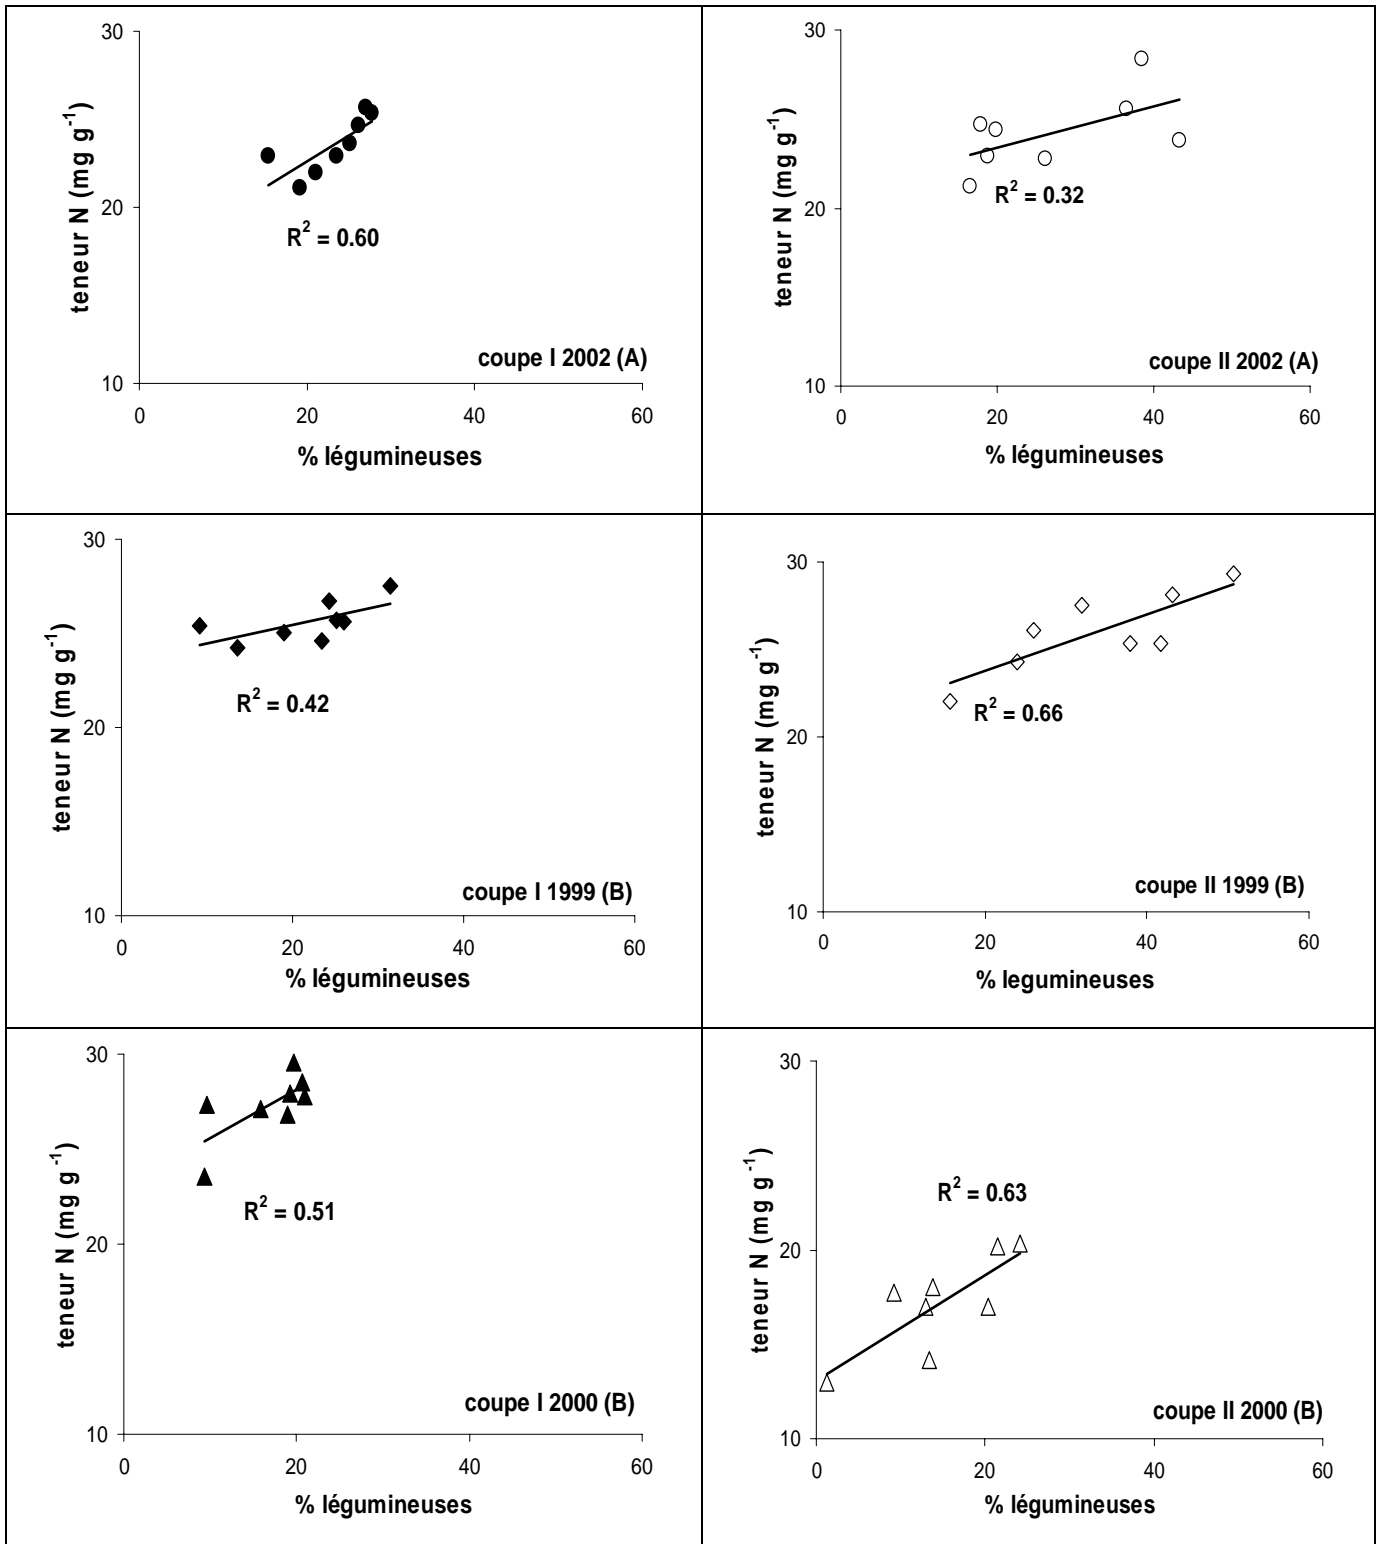 30
20
10
0 20 40 60
teneur N (mg g-1)
R2 = 0.60
coupe I 2002 (A)
% légumineuses
30
20
10
0 20 40 60
teneur N (mg g-1)
R2 = 0.32
coupe II 2002 (A)
% légumineuses
30
20
10
0 20 40 60
teneur N (mg g-1)
R2 = 0.42
coupe I 1999 (B)
% légumineuses
30
20
10
0 20 40 60
teneur N (mg g-1)
R2 = 0.66
coupe II 1999 (B)
% legumineuses
30
20
10
0 20 40 60
teneur N (mg g-1)
R2 = 0.51
coupe I 2000 (B)
% légumineuses
30
20
10
0 20 40 60
teneur N (mg g-1)
R2 = 0.63
coupe II 2000 (B)
% légumineuses